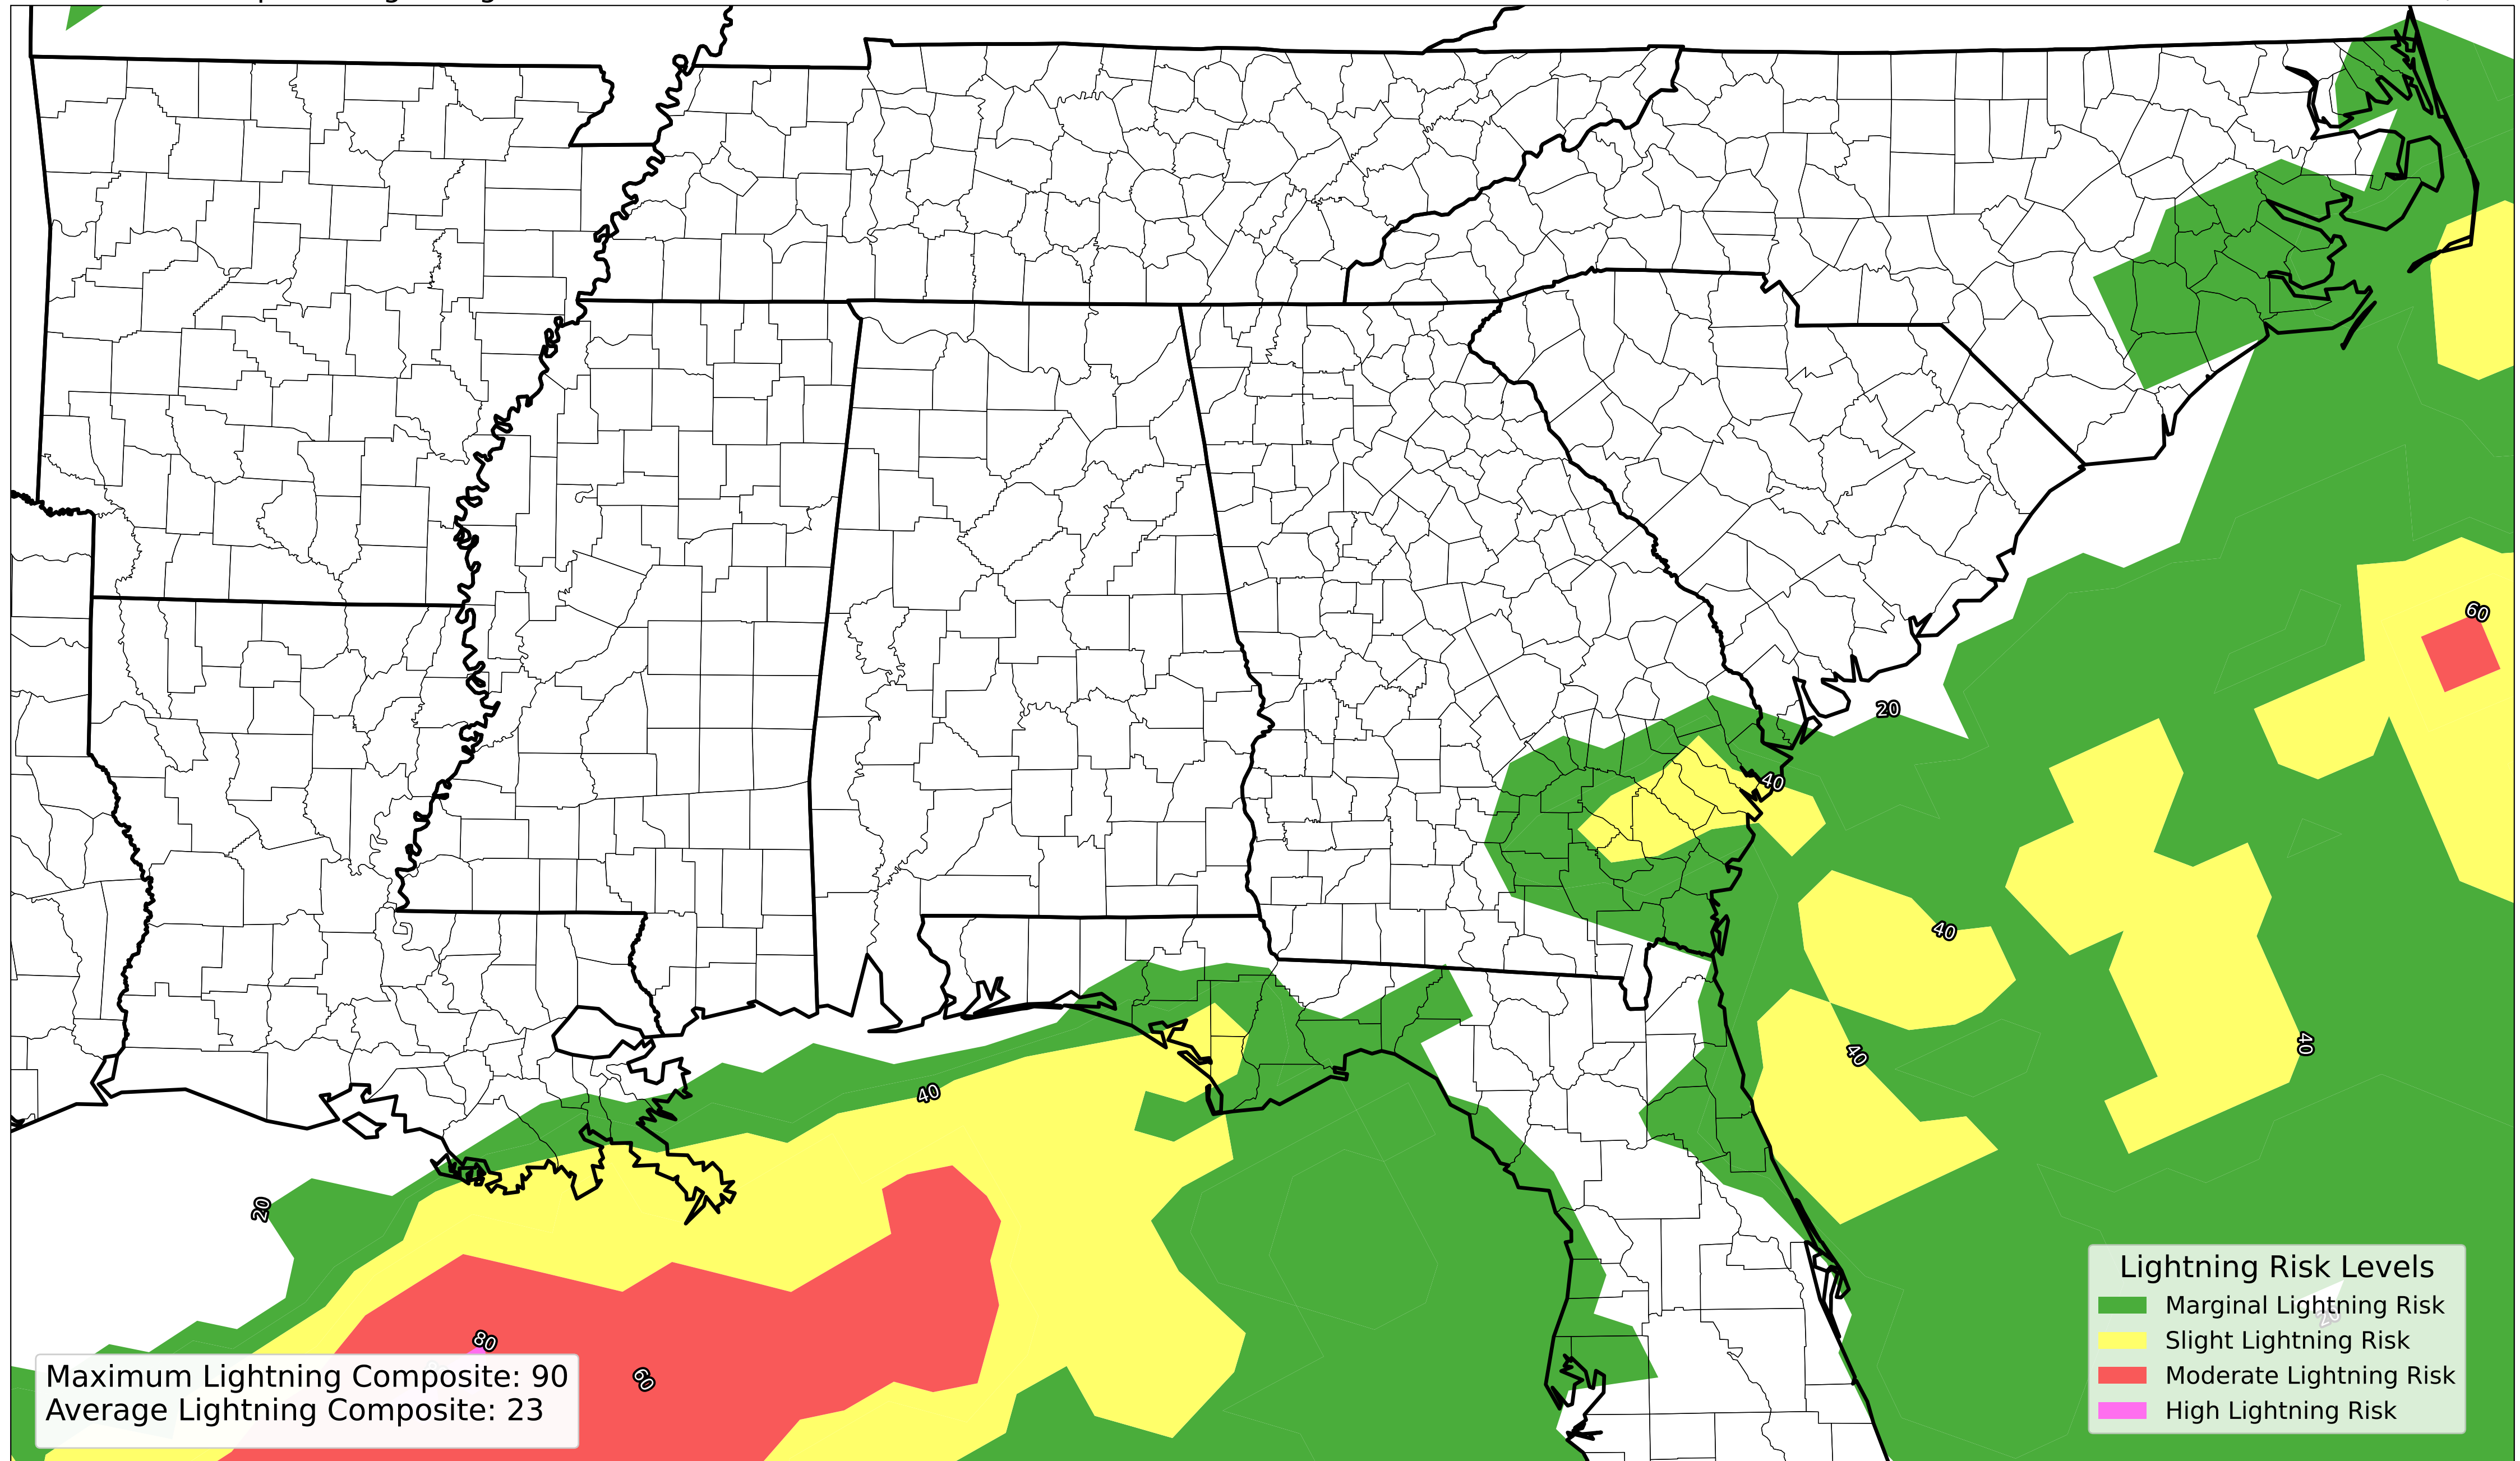 60
20
40
40
40
40
40
20
80
60
Maximum Lightning Composite: 90
Average Lightning Composite: 23
Lightning Risk Levels
Marginal Lightning Risk
20
Slight Lightning Risk
Moderate Lightning Risk
High Lightning Risk